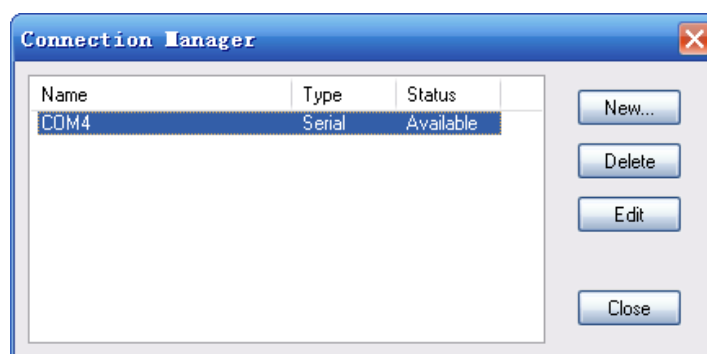 Connection Manager
Name Type Status
COM4 Serial Available
New...
Delete
Edit
Close